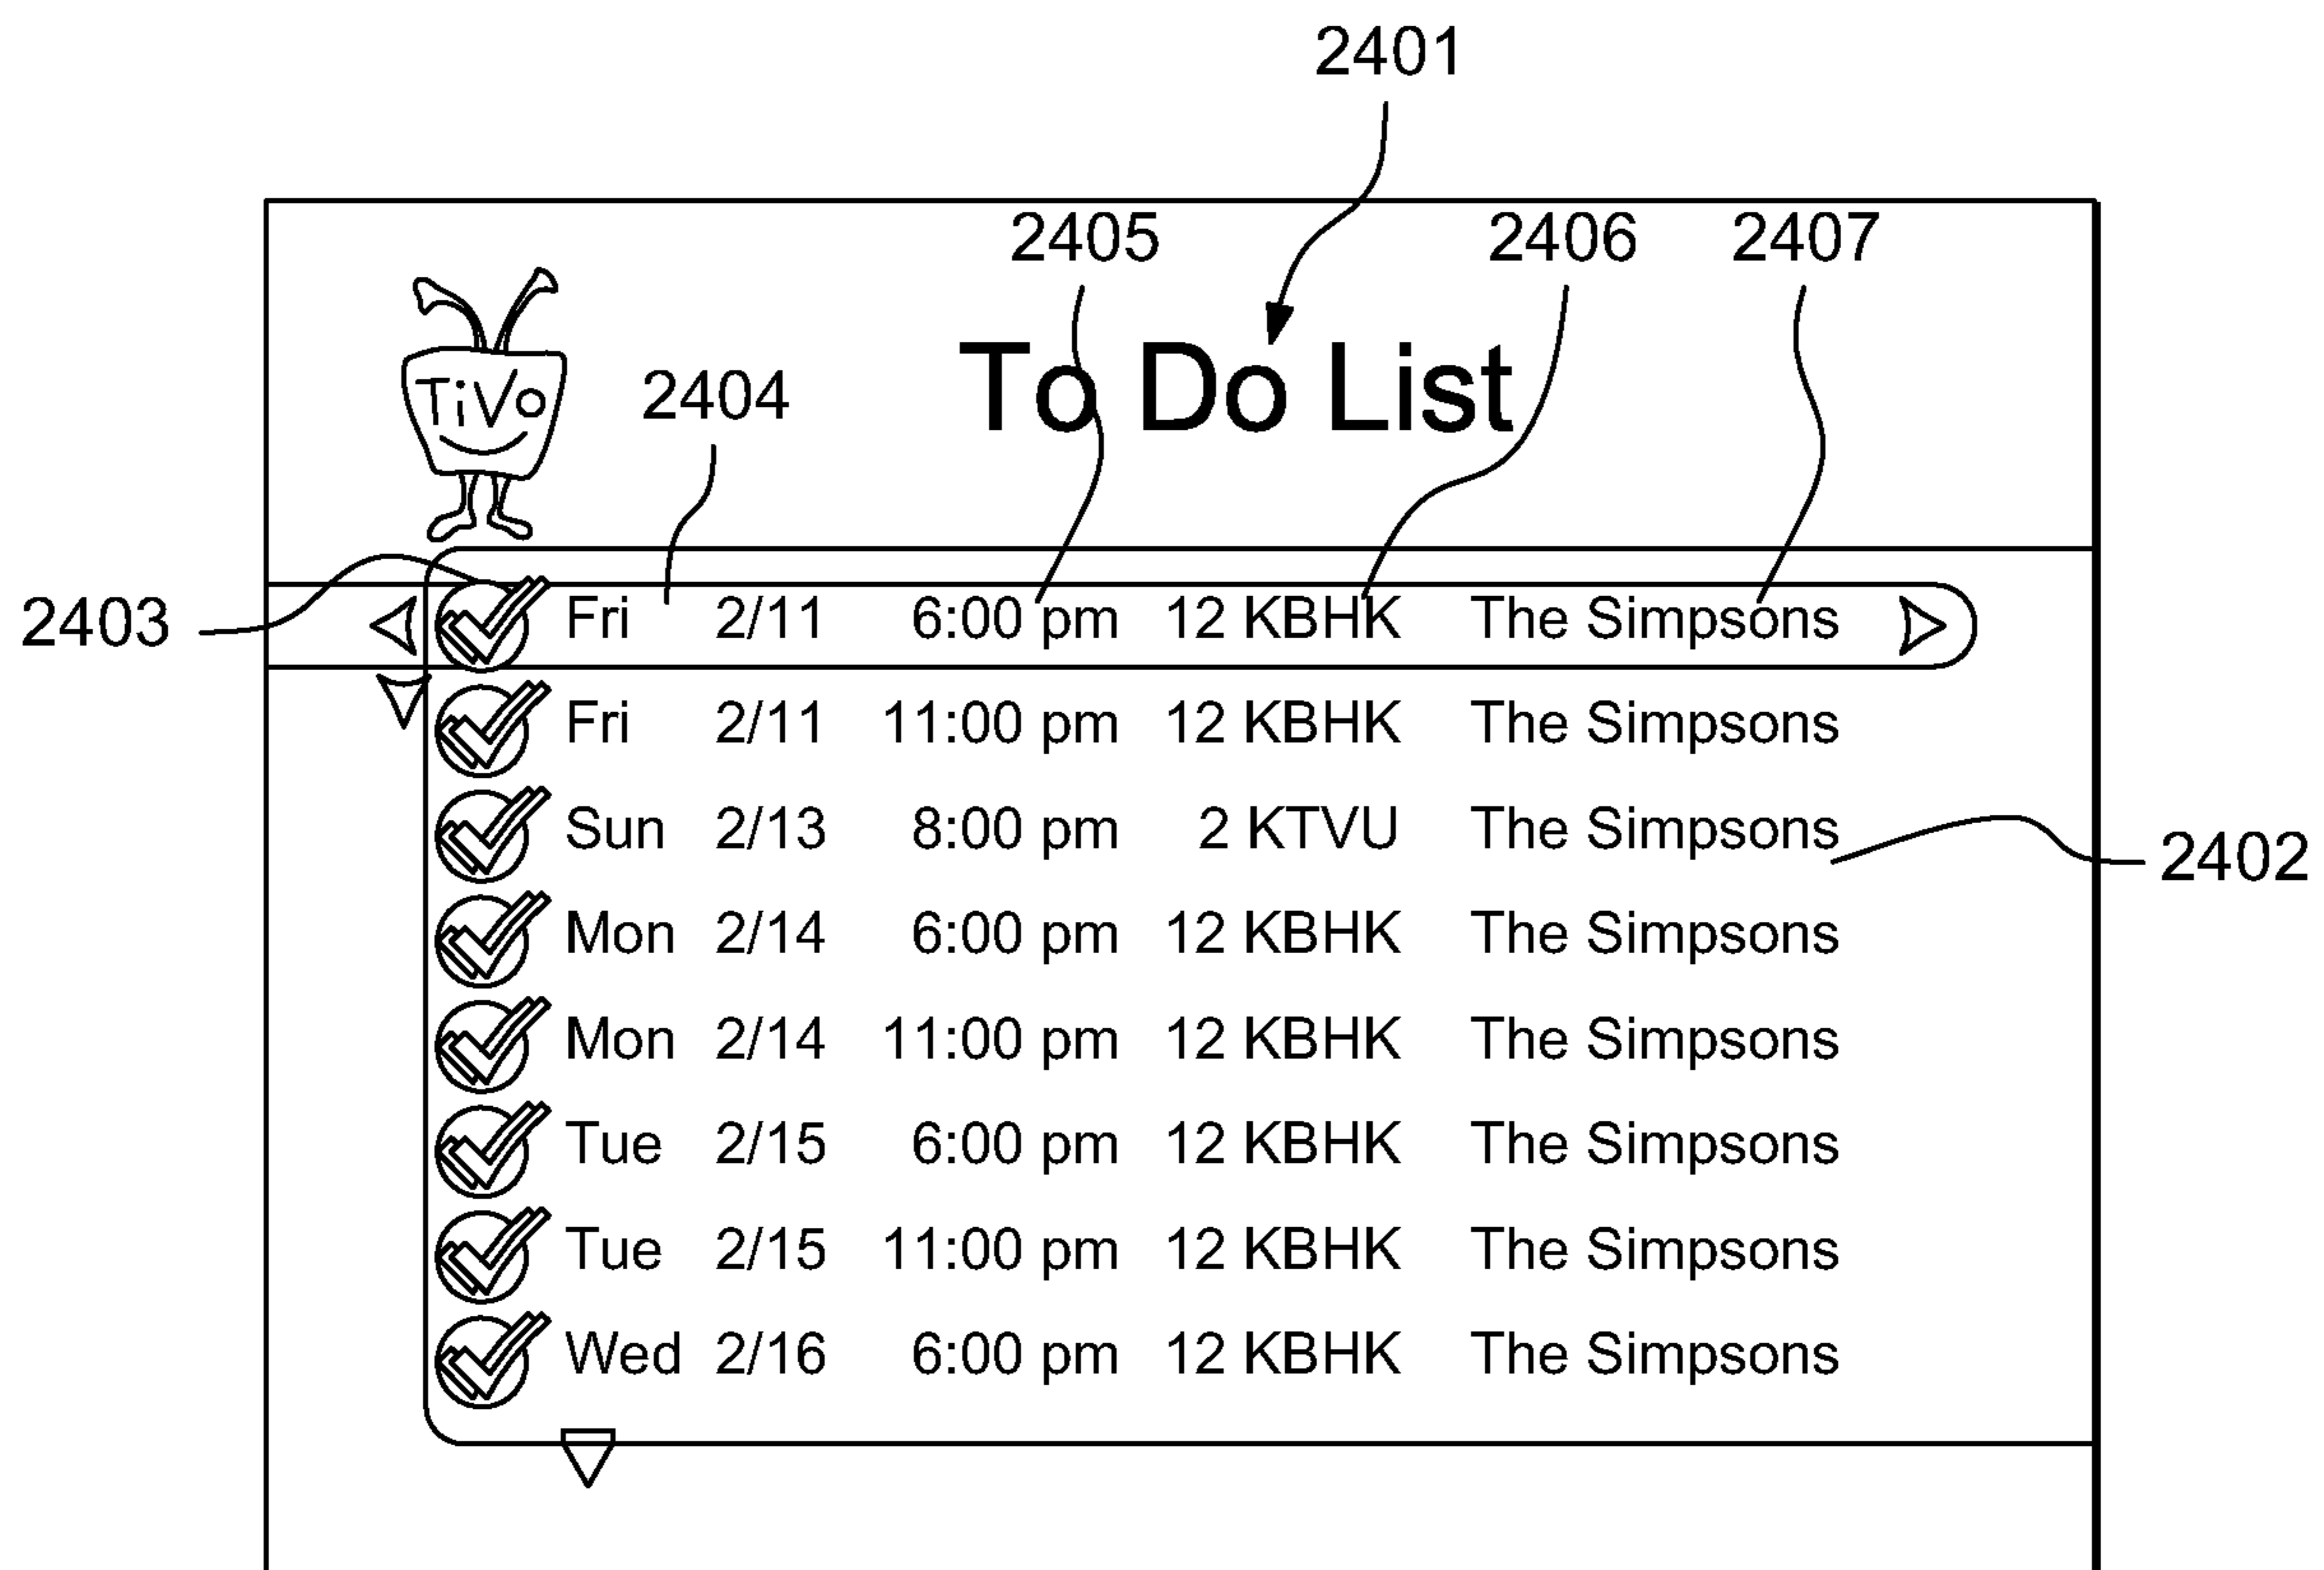 2401
2405 2406 2407
To Do List
TiVo
2404
2403 Fri 2/11 6:00 pm 12 KBHK The Simpsons
Fri 2/11 11:00 pm 12 KBHK The Simpsons
Sun 2/13 8:00 pm 2 KTVU The Simpsons
2402
Mon 2/14 6:00 pm 12 KBHK The Simpsons
Mon 2/14 11:00 pm 12 KBHK The Simpsons
Tue 2/15 6:00 pm 12 KBHK The Simpsons
Tue 2/15 11:00 pm 12 KBHK The Simpsons
Wed 2/16 6:00 pm 12 KBHK The Simpsons